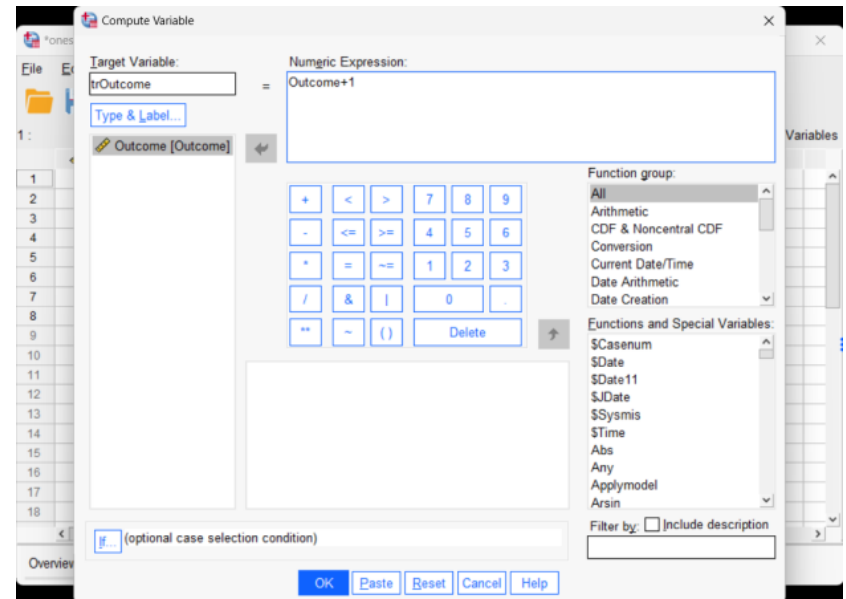 Compute Variable
*ones
File
1 :
Variables
Target Variable:
trOutcome
=
Numeric Expression:
Outcome+1
Type & Label...
Outcome [Outcome]
+ < > 7 8 9
- <= >= 4 5 6
* = ~= 1 2 3
/ & | 0 .
** ~ ( ) Delete
Function group:
All
Arithmetic
CDF & Noncentral CDF
Conversion
Current Date/Time
Date Arithmetic
Date Creation
Functions and Special Variables:
$Casenum
$Date
$Date11
$JDate
$Sysmis
$Time
Abs
Any
Applymodel
Arsin
Filter by: Include description
1
2
3
4
5
6
7
8
9
10
11
12
13
14
15
16
17
18
If... (optional case selection condition)
Overview
OK Paste Reset Cancel Help